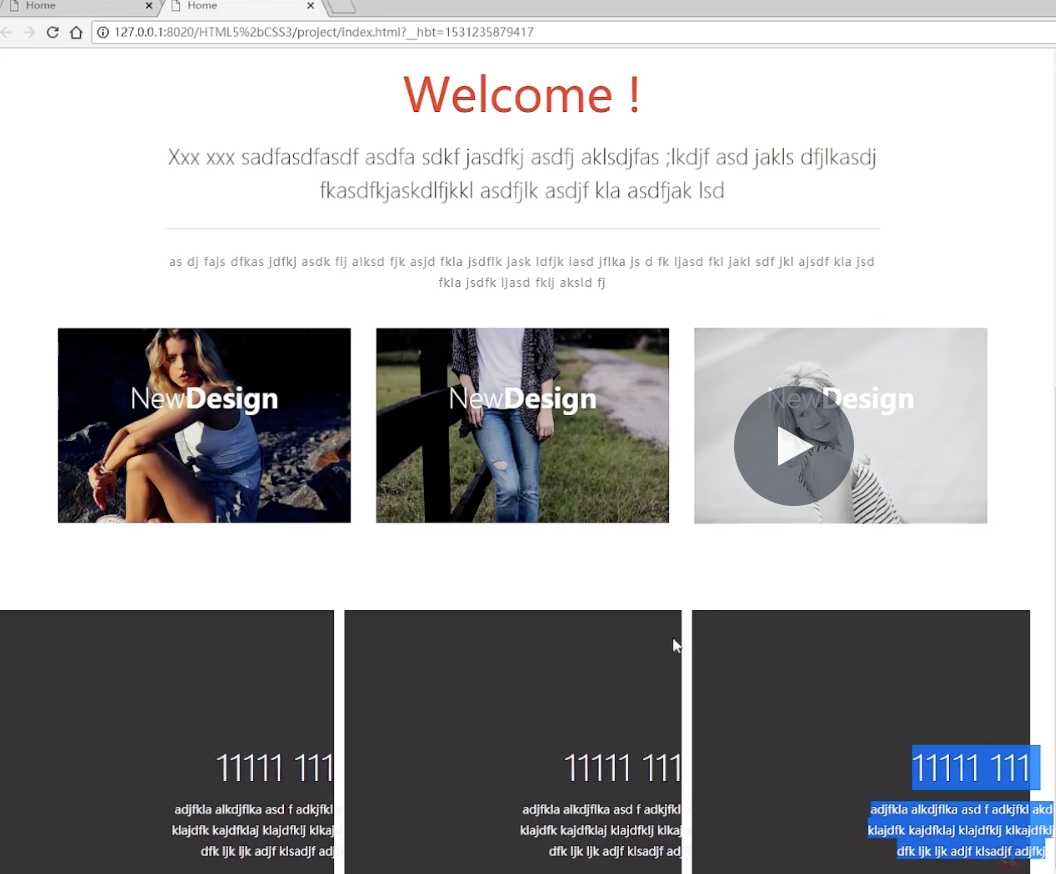 Home
Home
127.0.0.1:8020/HTML5%2bCSS3/project/index.html?__hbt=1531235879417
Welcome !
Xxx xxx sadfasdfasdf asdfa sdkf jasdfkj asdfj aklsdjfas ;lkdjf asd jakls dfjlkasdj
fkasdfkjaskdlfjkkl asdfjlk asdjf kla asdfjak lsd
as dj fajs dfkas jdfkj asdk flj alksd fjk asjd fkla jsdflk jask ldfjk lasd jflka js d fk ljasd fkl jakl sdf jkl ajsdf kla jsd
fkla jsdfk ljasd fklj aksld fj
NewDesign
NewDesign
NewDesign
11111 111
adjfkla alkdjflka asd f adkjfkl
klajdfk kajdfklaj klajdfklj klkaj
dfk ljk ljk adjf klsadjf adj
11111 111
adjfkla alkdjflka asd f adkjfkl
klajdfk kajdfklaj klajdfklj klkaj
dfk ljk ljk adjf klsadjf adj
11111 111
adjfkla alkdjflka asd f adkjfkl akd
klajdfk kajdfklaj klajdfklj klkajdfklj
dfk ljk ljk adjf klsadjf adjfkj